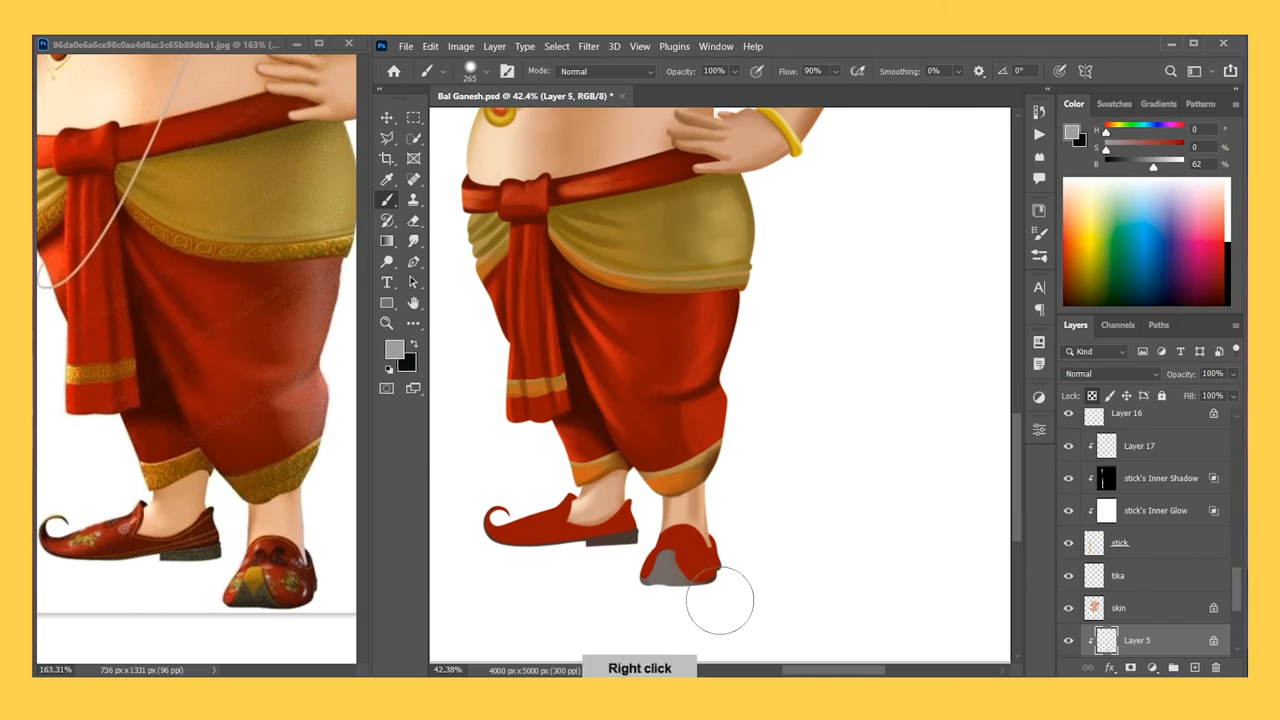 96da0e6a6ce98c0aa4d8ac3c65b89dba1.jpg @ 163% (...
File Edit Image Layer Type Select Filter 3D View Plugins Window Help
265 Mode: Normal Opacity: 100% Flow: 90% Smoothing: 0% 0°
Bal Ganesh.psd @ 42.4% (Layer 5, RGB/8) *
Color Swatches Gradients Patterns
H 0 °
S 0 %
B 62 %
Layers Channels Paths
Kind
Normal Opacity: 100%
Lock: Fill: 100%
Layer 16
Layer 17
stick's Inner Shadow
stick's Inner Glow
stick
tika
skin
Layer 5
163.31% 736 px x 1331 px (96 ppi)
42.38% 4000 px x 5000 px (300 ppi)
Right click